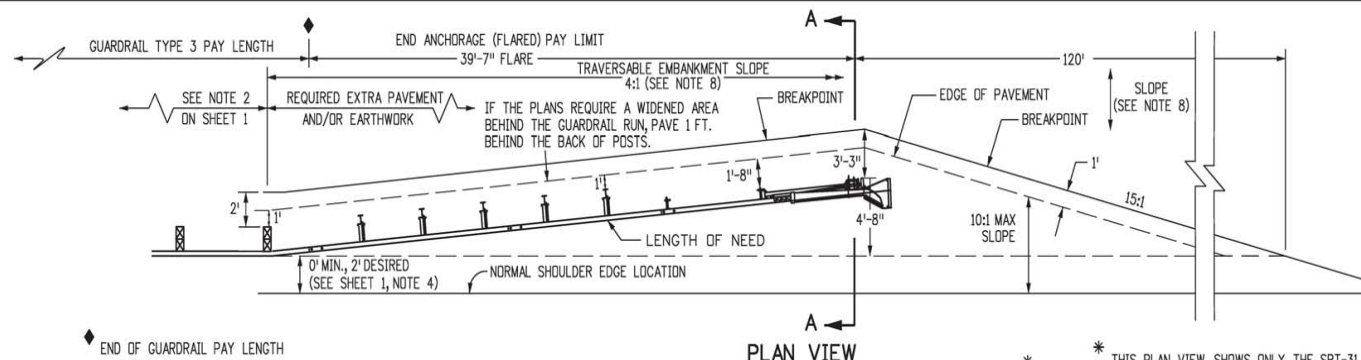 A
GUARDRAIL TYPE 3 PAY LENGTH
END ANCHORAGE (FLARED) PAY LIMIT
39'-7" FLARE
120'
TRAVERSABLE EMBANKMENT SLOPE
4:1 (SEE NOTE 8)
SEE NOTE 2
ON SHEET 1
REQUIRED EXTRA PAVEMENT
AND/OR EARTHWORK
IF THE PLANS REQUIRE A WIDENED AREA
BEHIND THE GUARDRAIL RUN, PAVE 1 FT.
BEHIND THE BACK OF POSTS.
BREAKPOINT
EDGE OF PAVEMENT
BREAKPOINT
SLOPE
(SEE NOTE 8)
3'-3"
1'-8"
1'
1'
2'
1'
4'-8"
15:1
10:1 MAX
SLOPE
LENGTH OF NEED
0' MIN., 2' DESIRED
(SEE SHEET 1, NOTE 4)
NORMAL SHOULDER EDGE LOCATION
A
END OF GUARDRAIL PAY LENGTH
PLAN VIEW
*
* THIS PLAN VIEW SHOWS ONLY THE